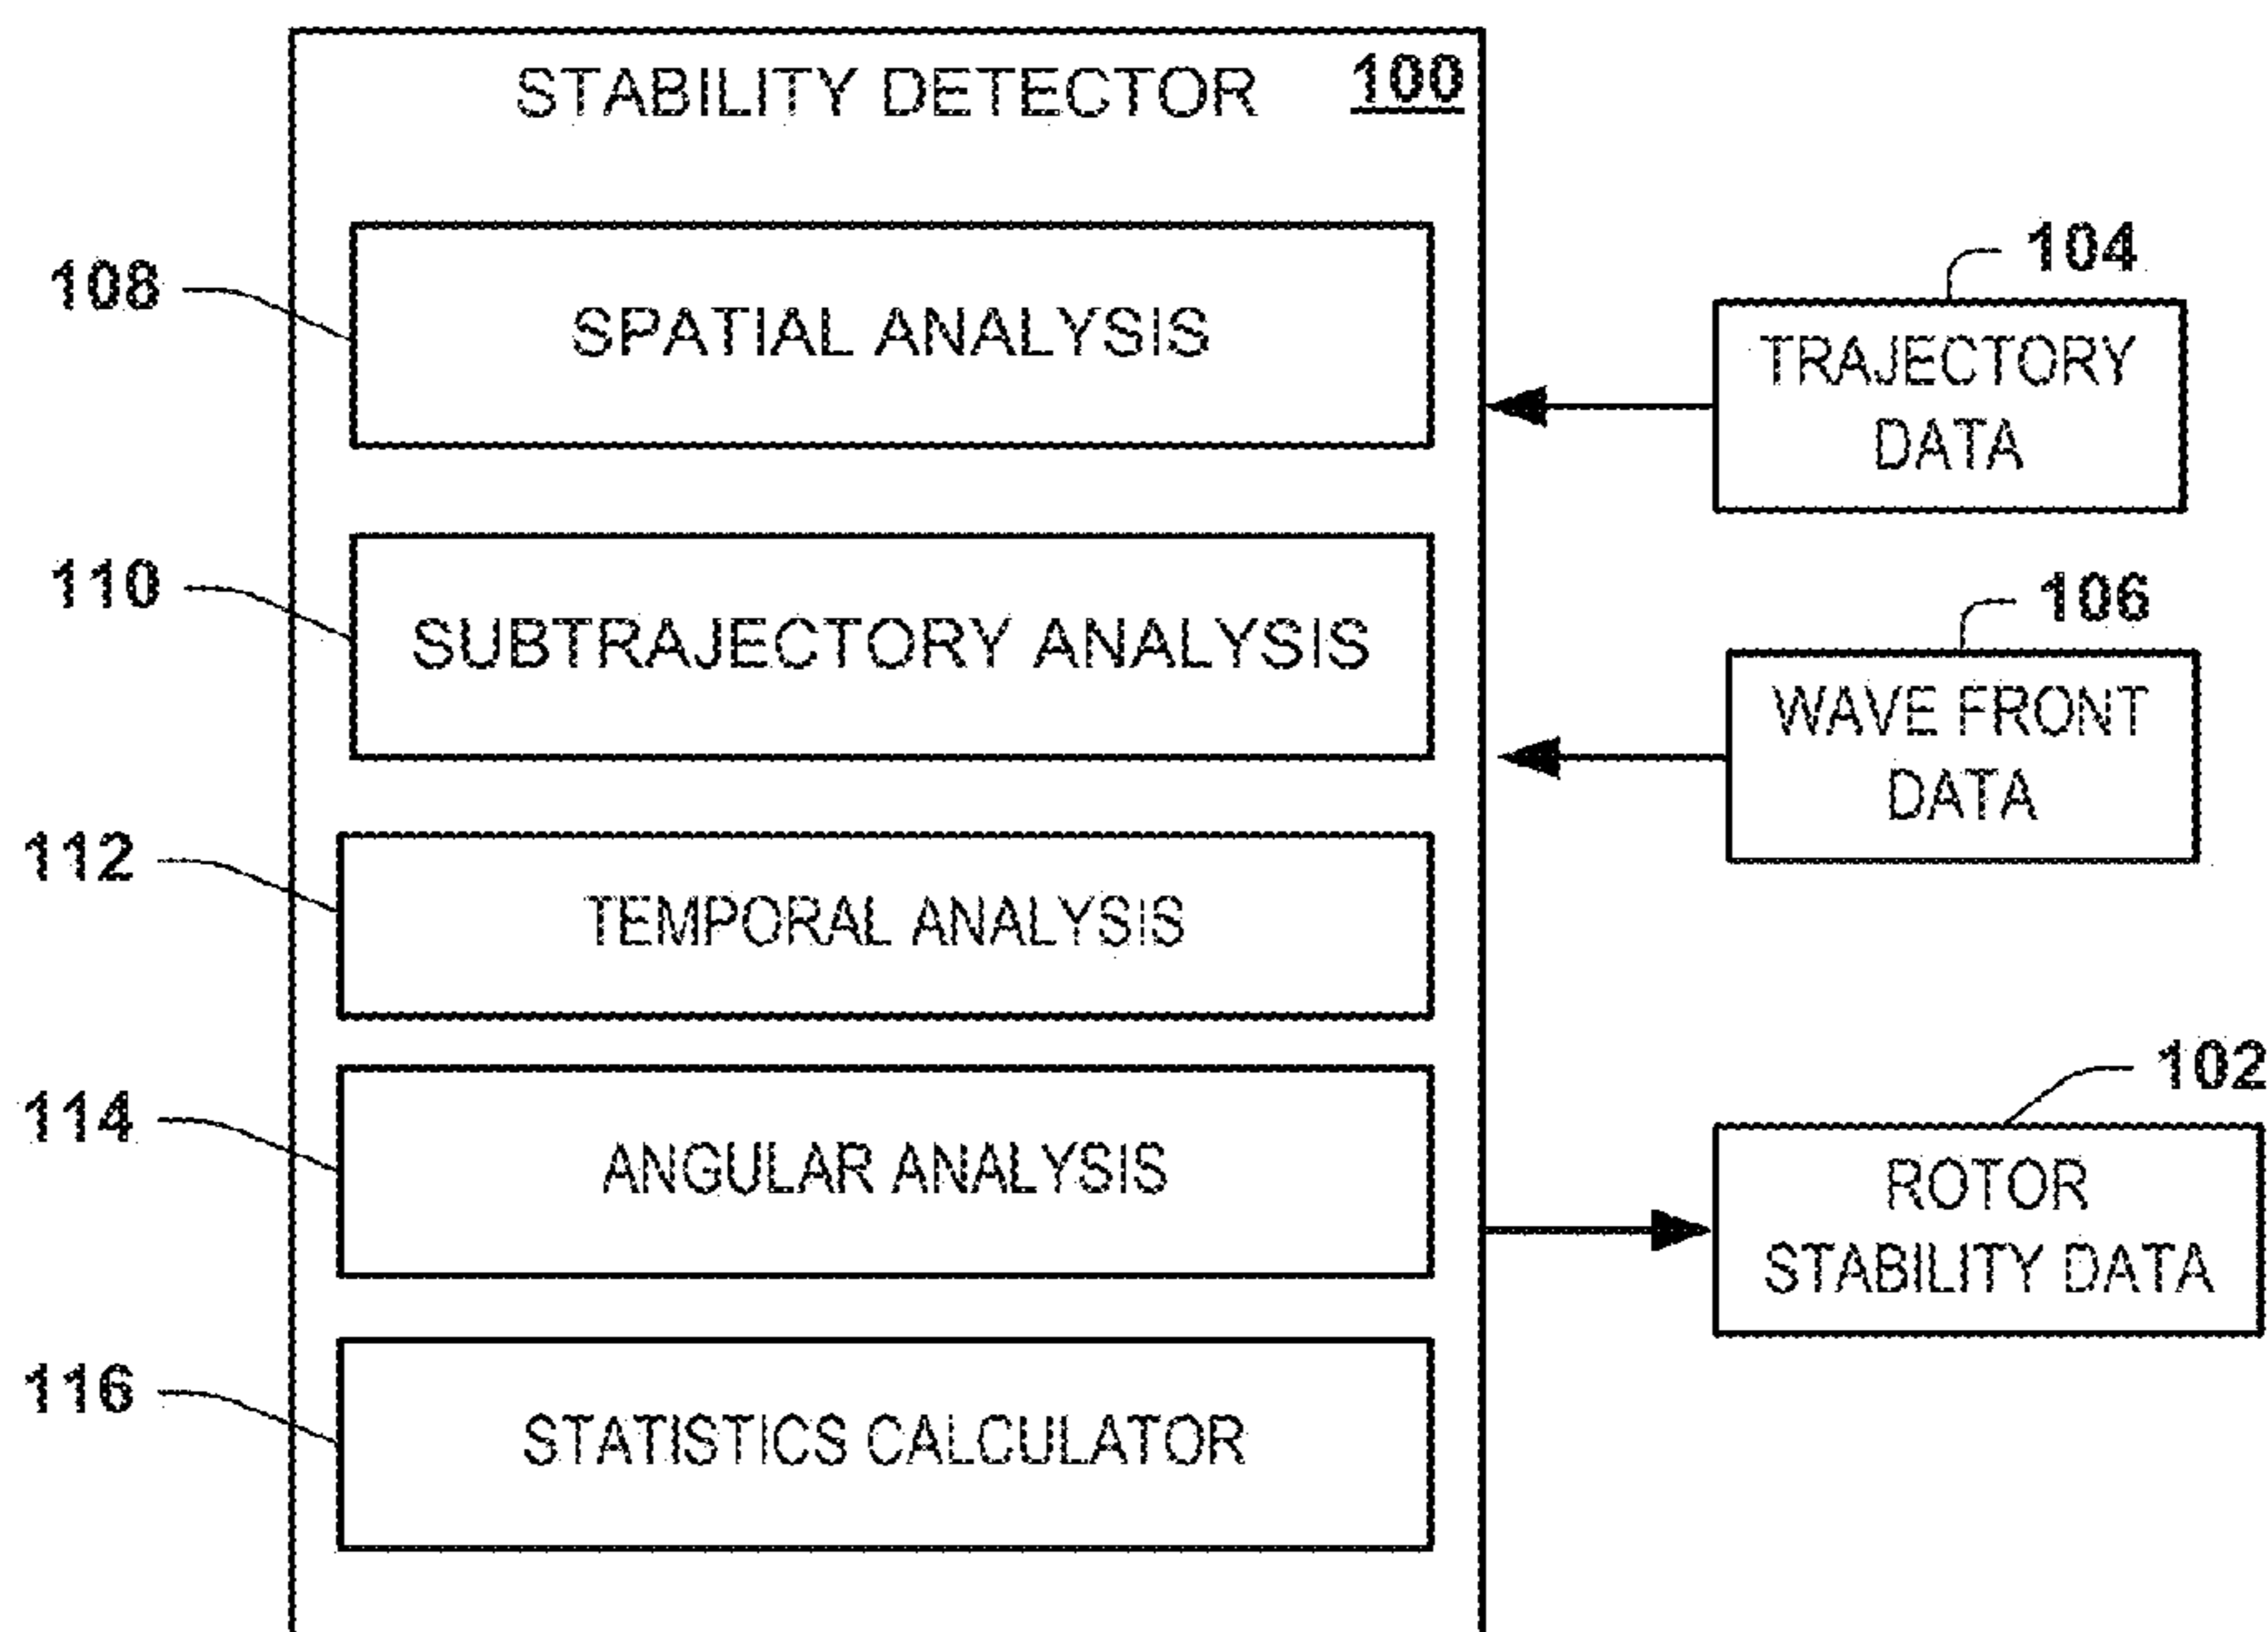 STABILITY DETECTOR 100
108
SPATIAL ANALYSIS
104
TRAJECTORY
DATA
110
SUBTRAJECTORY ANALYSIS
106
WAVE FRONT
DATA
112
TEMPORAL ANALYSIS
114
ANGULAR ANALYSIS
102
ROTOR
STABILITY DATA
116
STATISTICS CALCULATOR